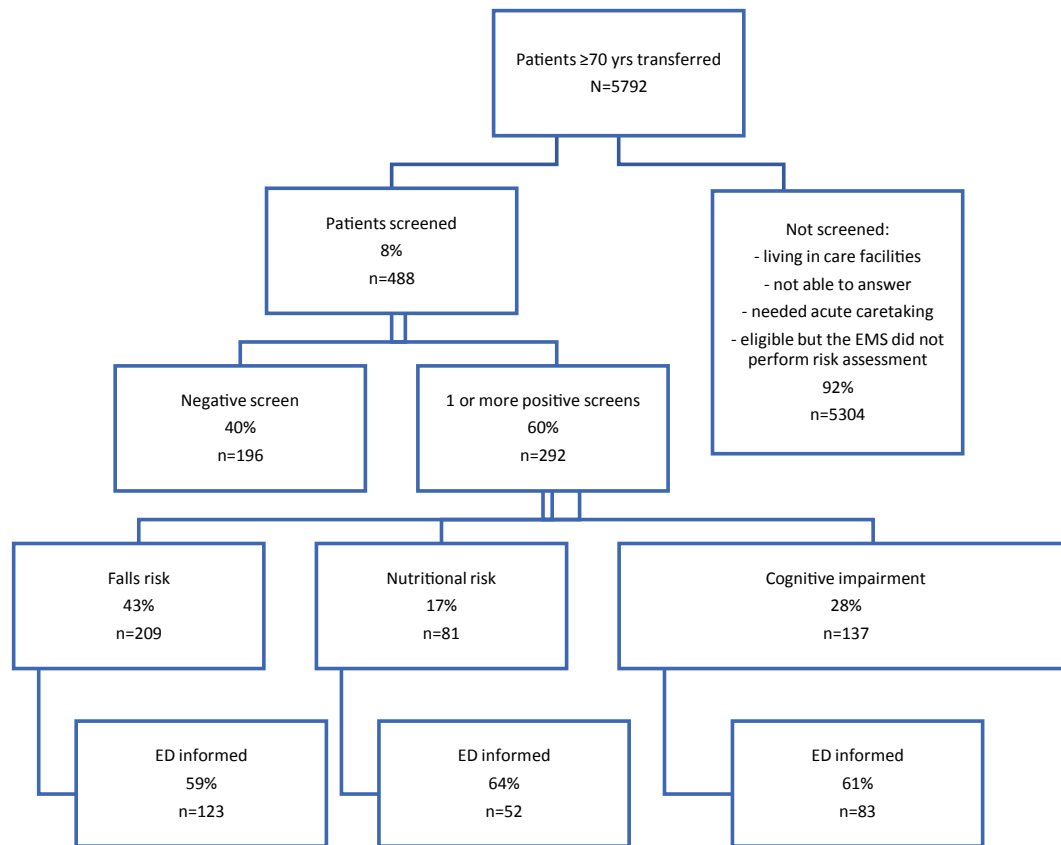 Patients ≥70 yrs transferred
N=5792
Patients screened
8%
n=488
Not screened:
- living in care facilities
- not able to answer
- needed acute caretaking
- eligible but the EMS did not
perform risk assessment
92%
n=5304
Negative screen
40%
n=196
1 or more positive screens
60%
n=292
Falls risk
43%
n=209
Nutritional risk
17%
n=81
Cognitive impairment
28%
n=137
ED informed
59%
n=123
ED informed
64%
n=52
ED informed
61%
n=83